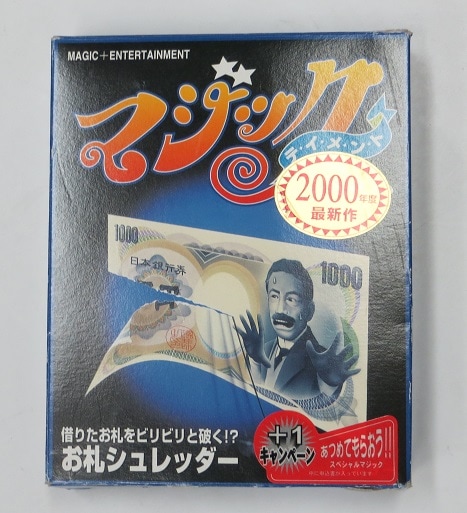 MAGIC+ENTERTAINMENT
マジック
テイ・メ・ン・ト
2000年度
最新作
1000
日本銀行券
1000
借りたお札をビリビリと破く!?
お札シュレッダー
+1
キャンペーン
あつめてもらおう!!
スペシャルマジック